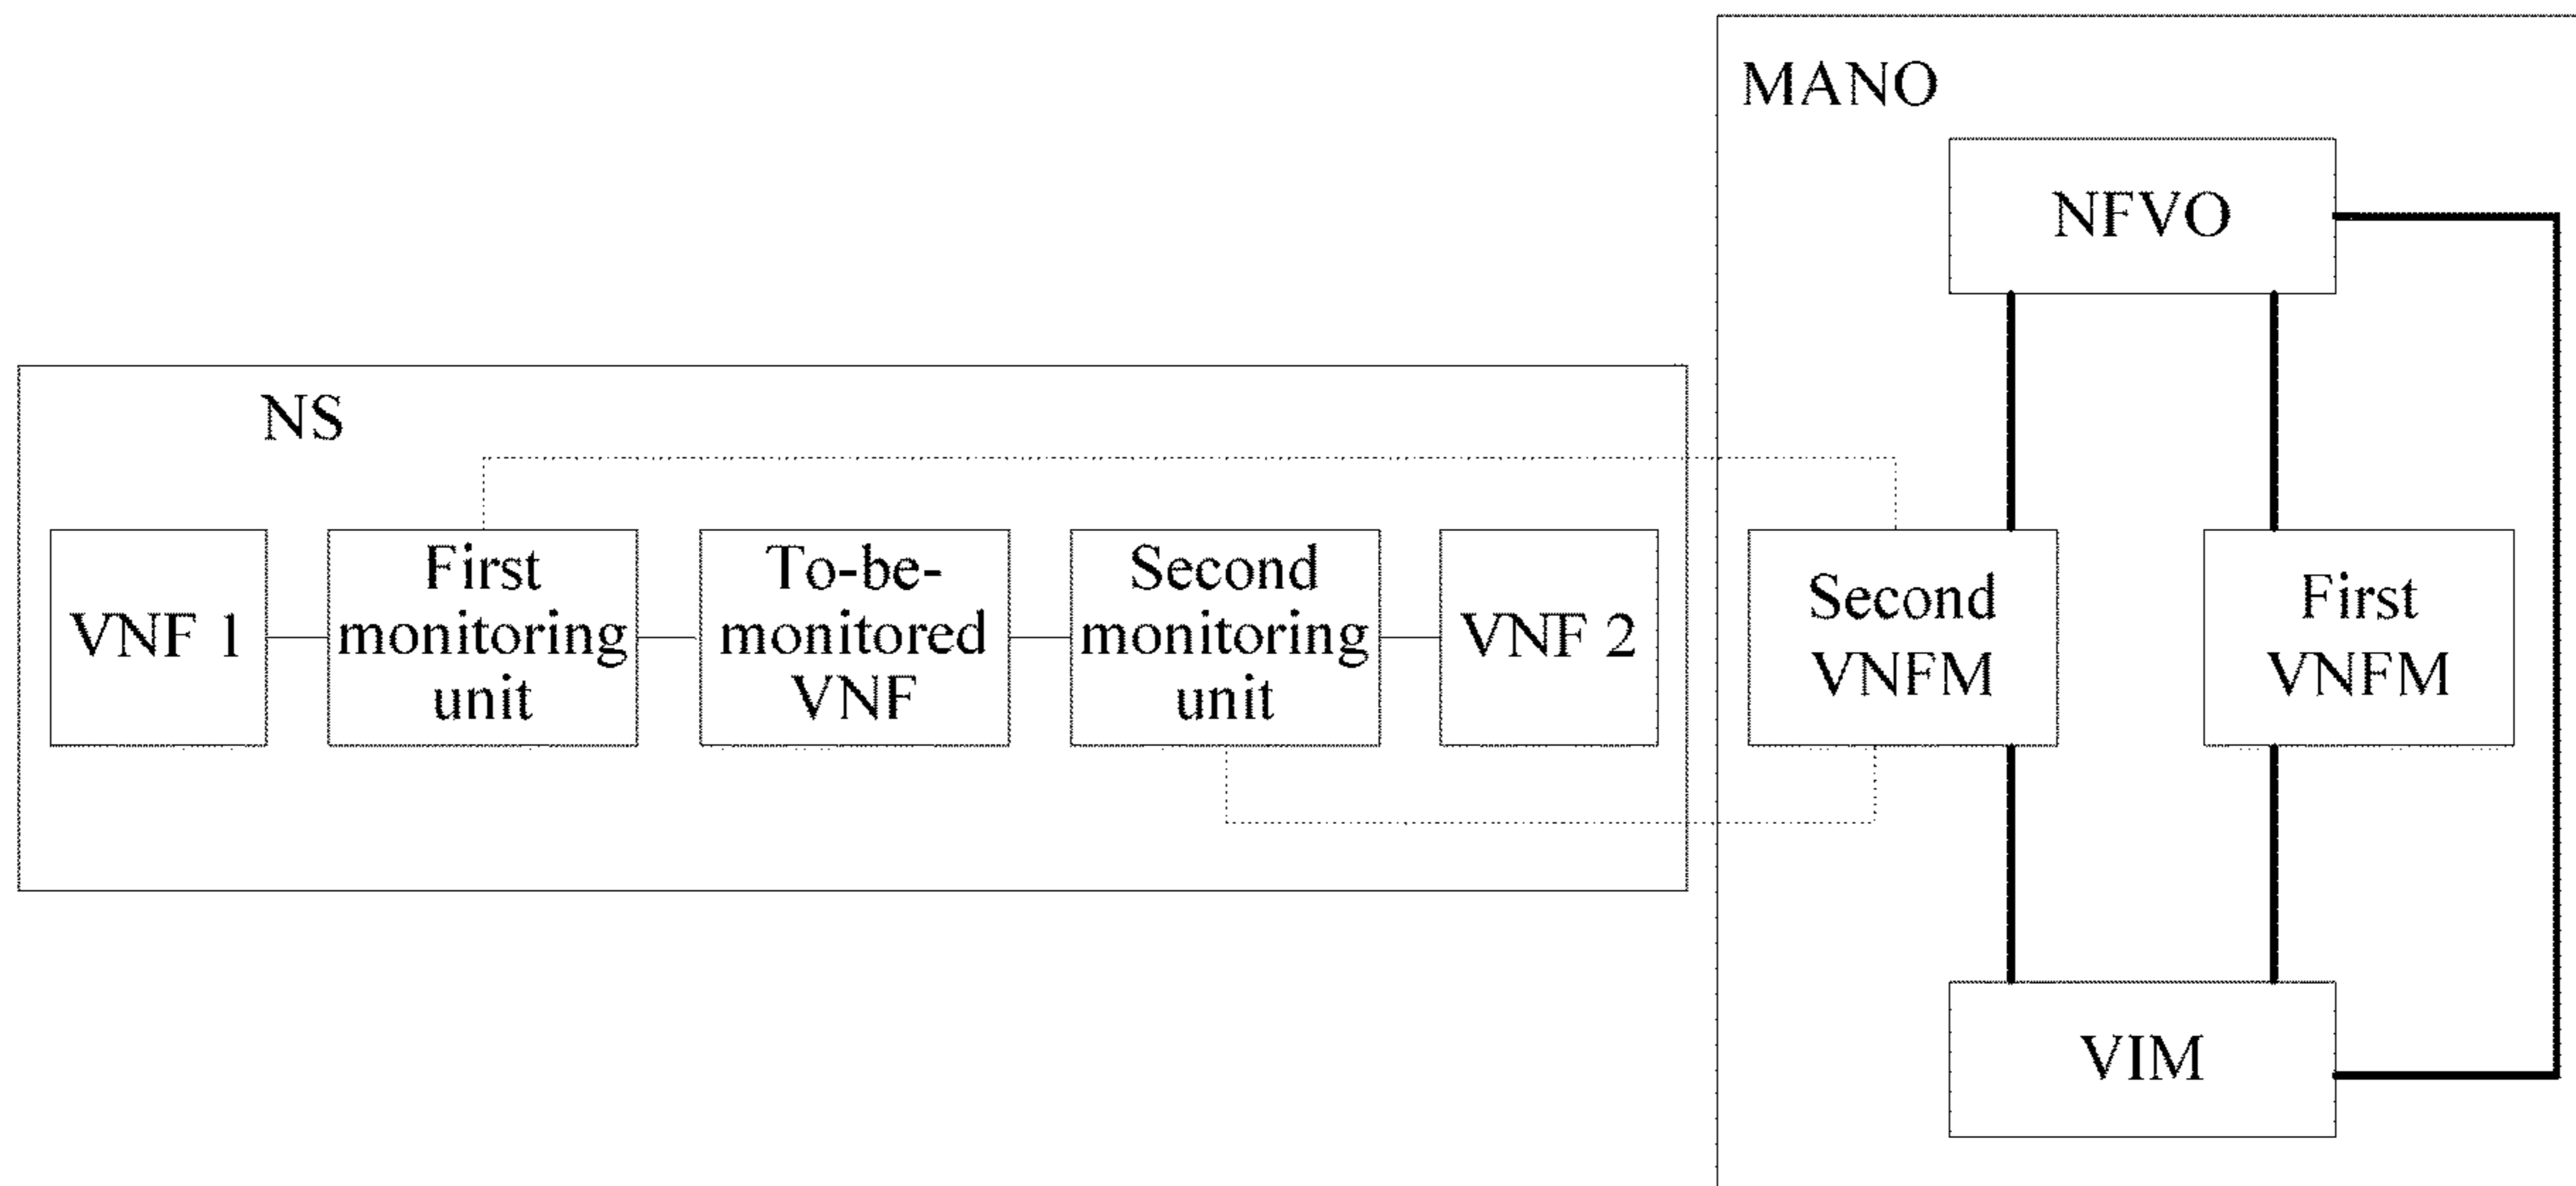 MANO
NFVO
NS
VNF 1
First
monitoring
unit
To-be-
monitored
VNF
Second
monitoring
unit
VNF 2
Second
VNFM
First
VNFM
VIM